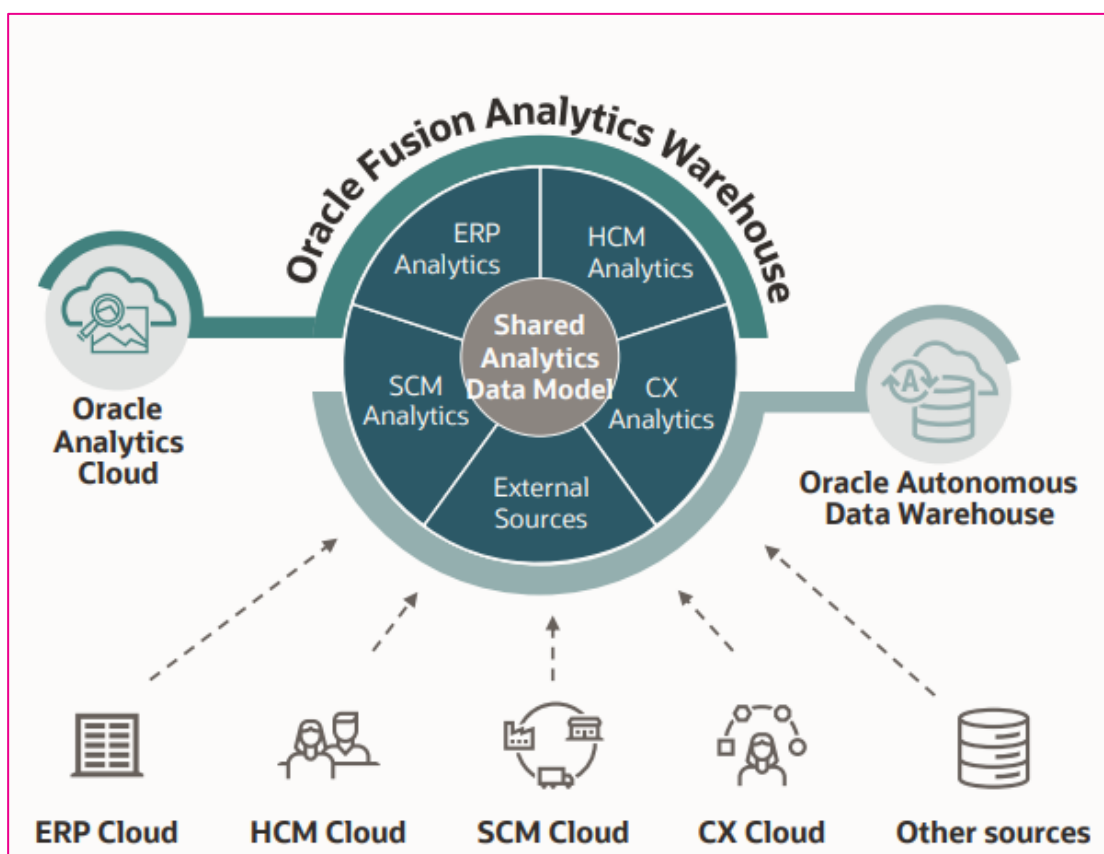 Oracle Fusion Analytics Warehouse
ERP
Analytics
HCM
Analytics
Shared
Analytics
Data Model
SCM
Analytics
CX
Analytics
External
Sources
Oracle
Analytics
Cloud
A
Oracle Autonomous
Data Warehouse
ERP Cloud
HCM Cloud
SCM Cloud
CX Cloud
Other sources